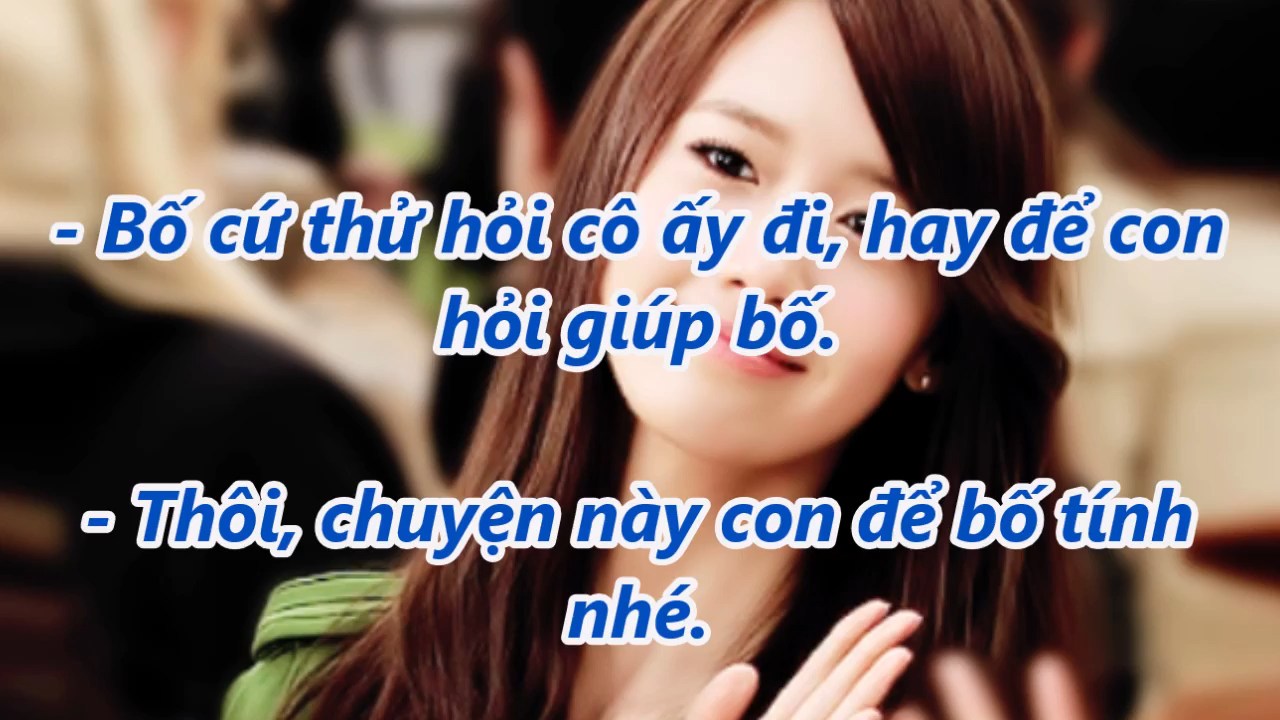 - Bố cứ thử hỏi cô ấy đi, hay để con
hỏi giúp bố.
- Thôi, chuyện này con để bố tính
nhé.